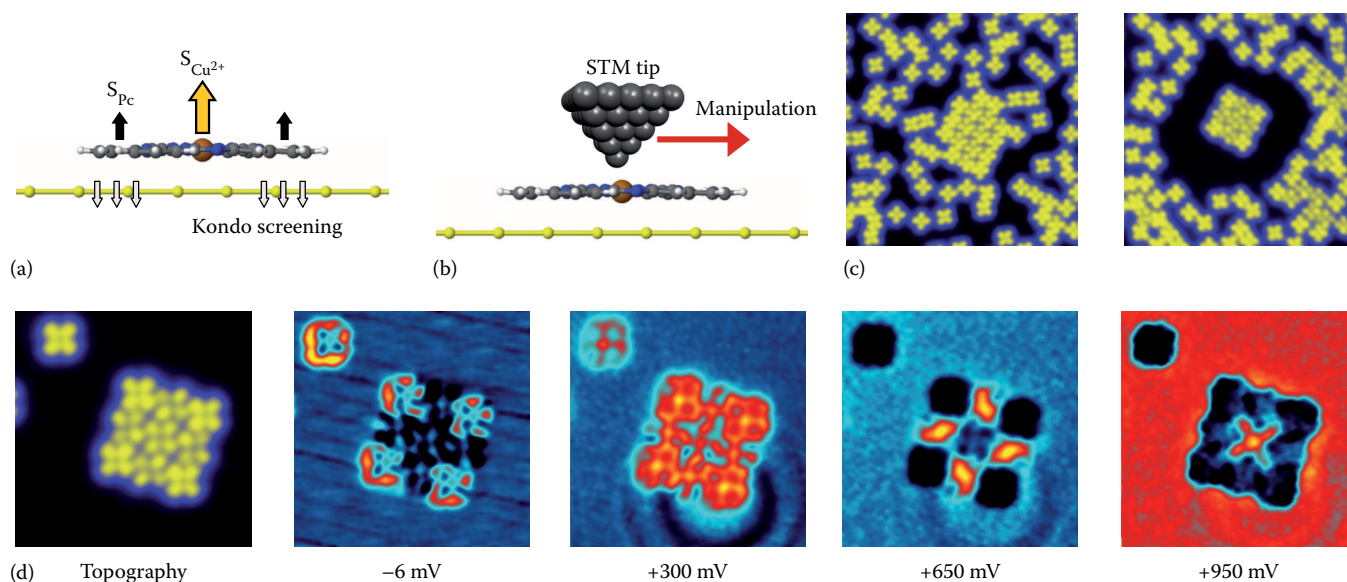 S_Cu²⁺
S_Pc
Kondo screening
(a)
STM tip
Manipulation
(b)
(c)
(d)
Topography
−6 mV
+300 mV
+650 mV
+950 mV